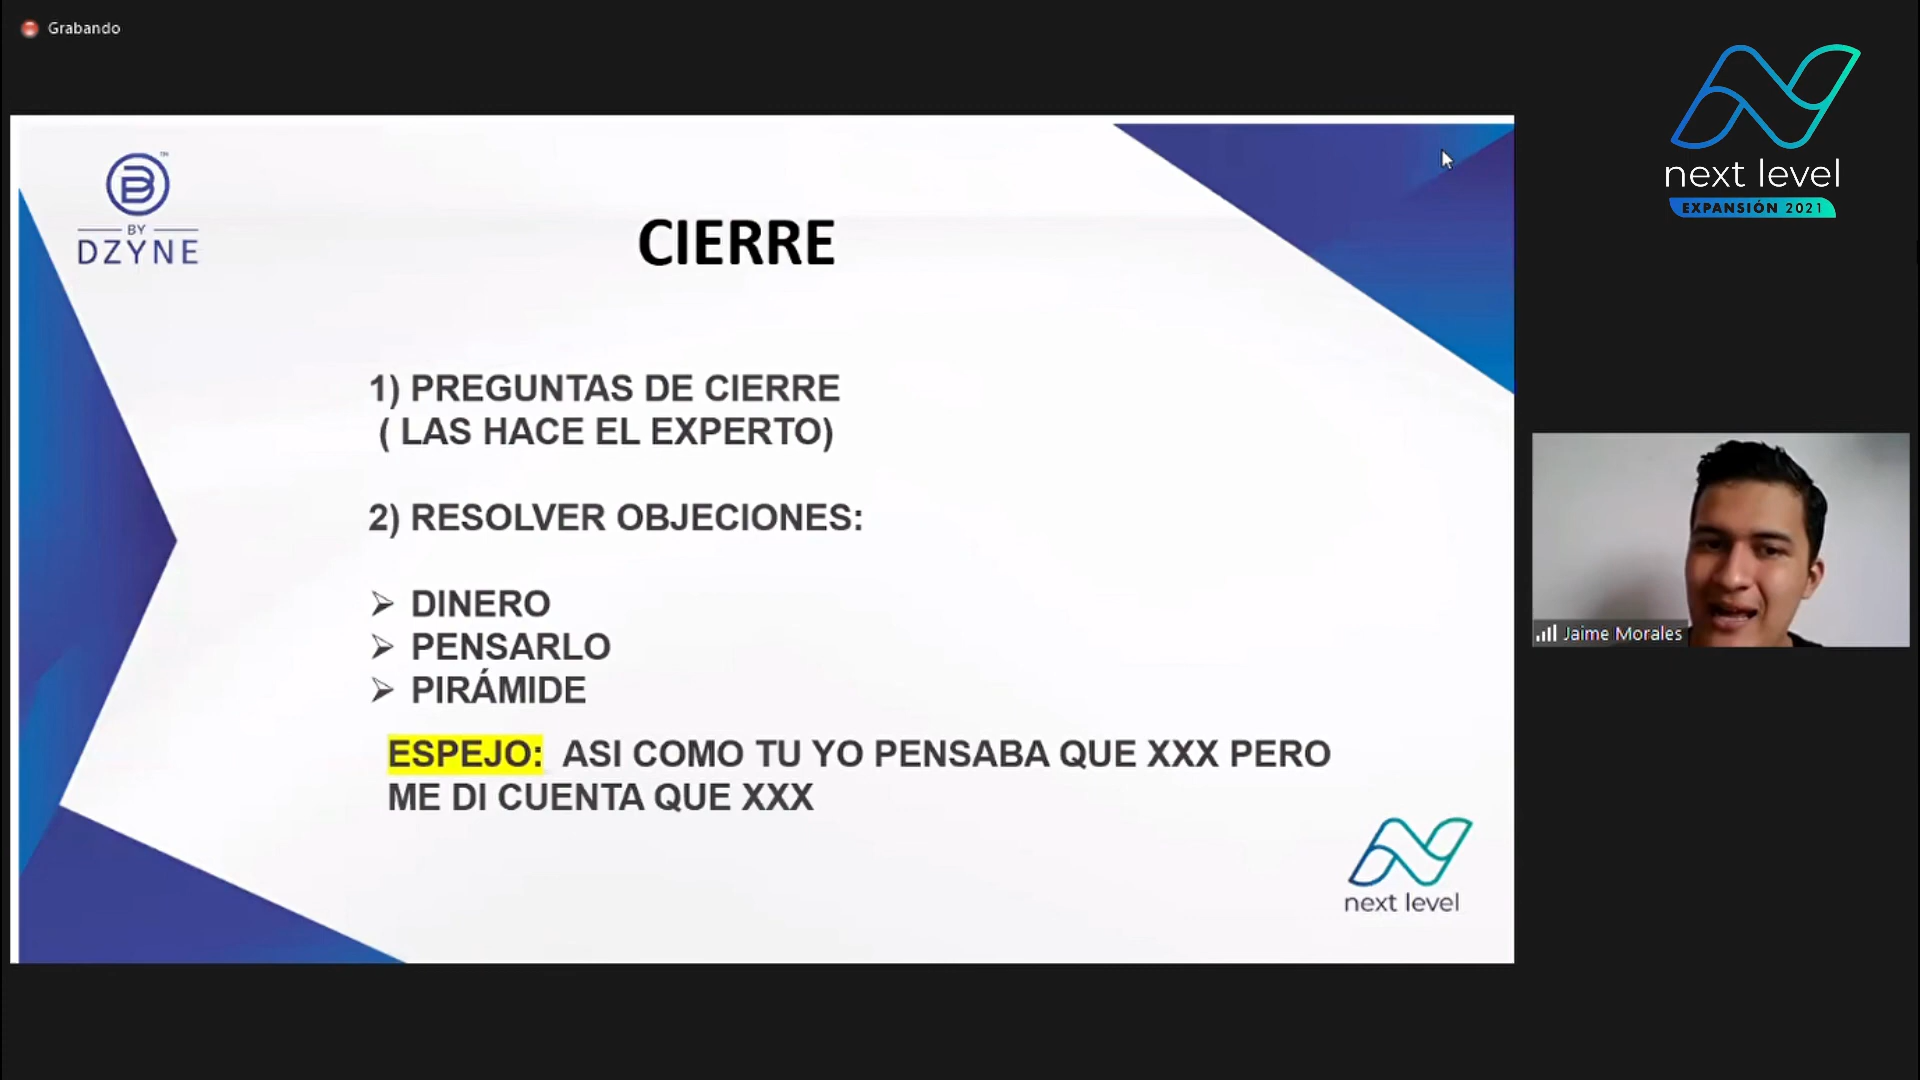 Grabando
next level
EXPANSIÓN 2021
B
™
BY
DZYNE
CIERRE
1) PREGUNTAS DE CIERRE
( LAS HACE EL EXPERTO)
2) RESOLVER OBJECIONES:
➢ DINERO
➢ PENSARLO
➢ PIRÁMIDE
ESPEJO: ASI COMO TU YO PENSABA QUE XXX PERO
ME DI CUENTA QUE XXX
next level
Jaime Morales